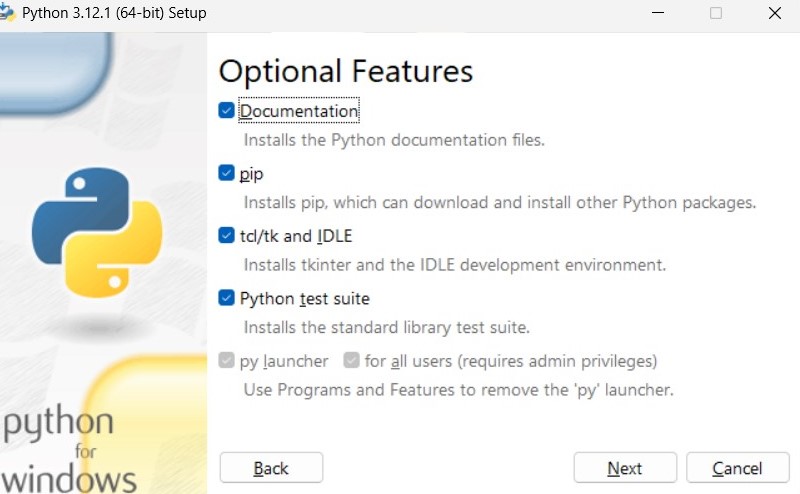 Python 3.12.1 (64-bit) Setup
Optional Features
Documentation
Installs the Python documentation files.
pip
Installs pip, which can download and install other Python packages.
tcl/tk and IDLE
Installs tkinter and the IDLE development environment.
Python test suite
Installs the standard library test suite.
py launcher for all users (requires admin privileges)
Use Programs and Features to remove the 'py' launcher.
python
for
windows
Back Next Cancel